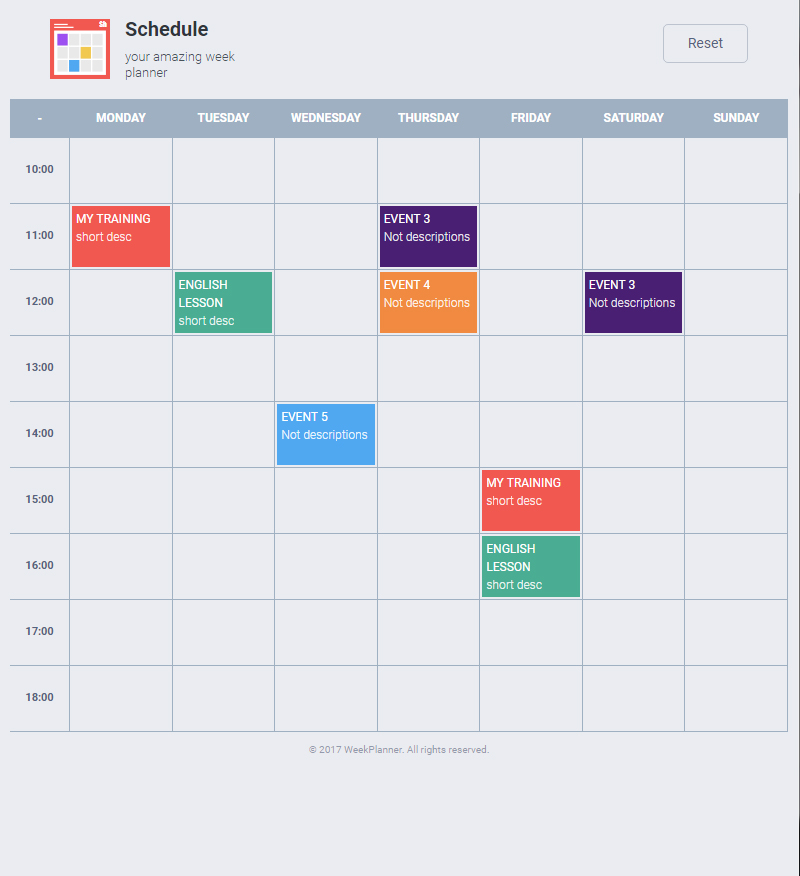 Sh
Schedule
your amazing week
planner
Reset
- MONDAY TUESDAY WEDNESDAY THURSDAY FRIDAY SATURDAY SUNDAY
10:00
11:00
MY TRAINING
short desc
EVENT 3
Not descriptions
12:00
ENGLISH
LESSON
short desc
EVENT 4
Not descriptions
EVENT 3
Not descriptions
13:00
14:00
EVENT 5
Not descriptions
15:00
MY TRAINING
short desc
16:00
ENGLISH
LESSON
short desc
17:00
18:00
© 2017 WeekPlanner. All rights reserved.